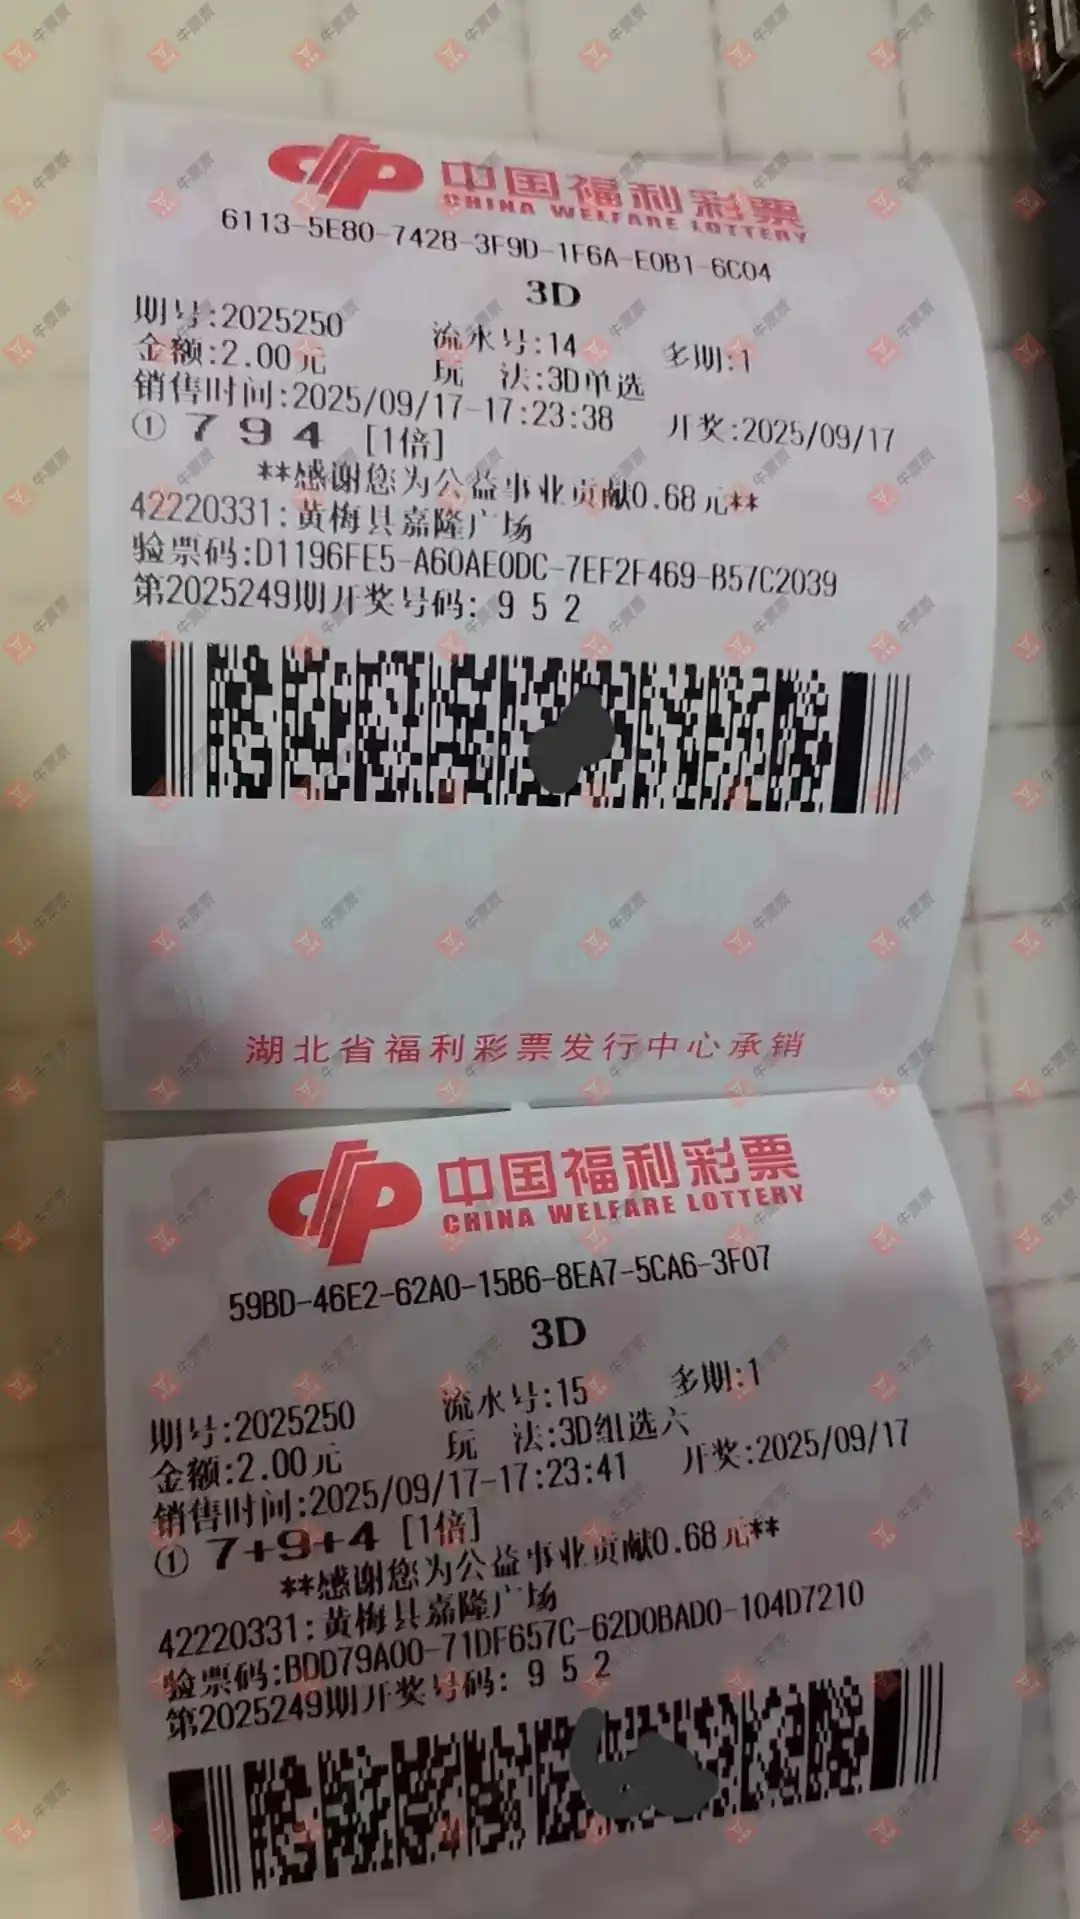 中国福利彩票
CHINA WELFARE LOTTERY
6113-5E80-7428-3F9D-1F6A-E0B1-6C04
3D
期号:2025250 流水号:14 多期:1
金额:2.00元 玩 法:3D单选
销售时间:2025/09/17-17:23:38 开奖:2025/09/17
① 7 9 4 [1倍]
**感谢您为公益事业贡献0.68元**
42220331:黄梅县嘉隆广场
验票码:D1196FE5-A60AE0DC-7EF2F469-B57C2039
第2025249期开奖号码: 9 5 2
湖北省福利彩票发行中心承销
中国福利彩票
CHINA WELFARE LOTTERY
59BD-46E2-62A0-15B6-8EA7-5CA6-3F07
3D
期号:2025250 流水号:15 多期:1
金额:2.00元 玩 法:3D组选六
销售时间:2025/09/17-17:23:41 开奖:2025/09/17
① 7+9+4 [1倍]
**感谢您为公益事业贡献0.68元**
42220331:黄梅县嘉隆广场
验票码:BDD79A00-71DF657C-62D0BAD0-104D7210
第2025249期开奖号码: 9 5 2
牛票票